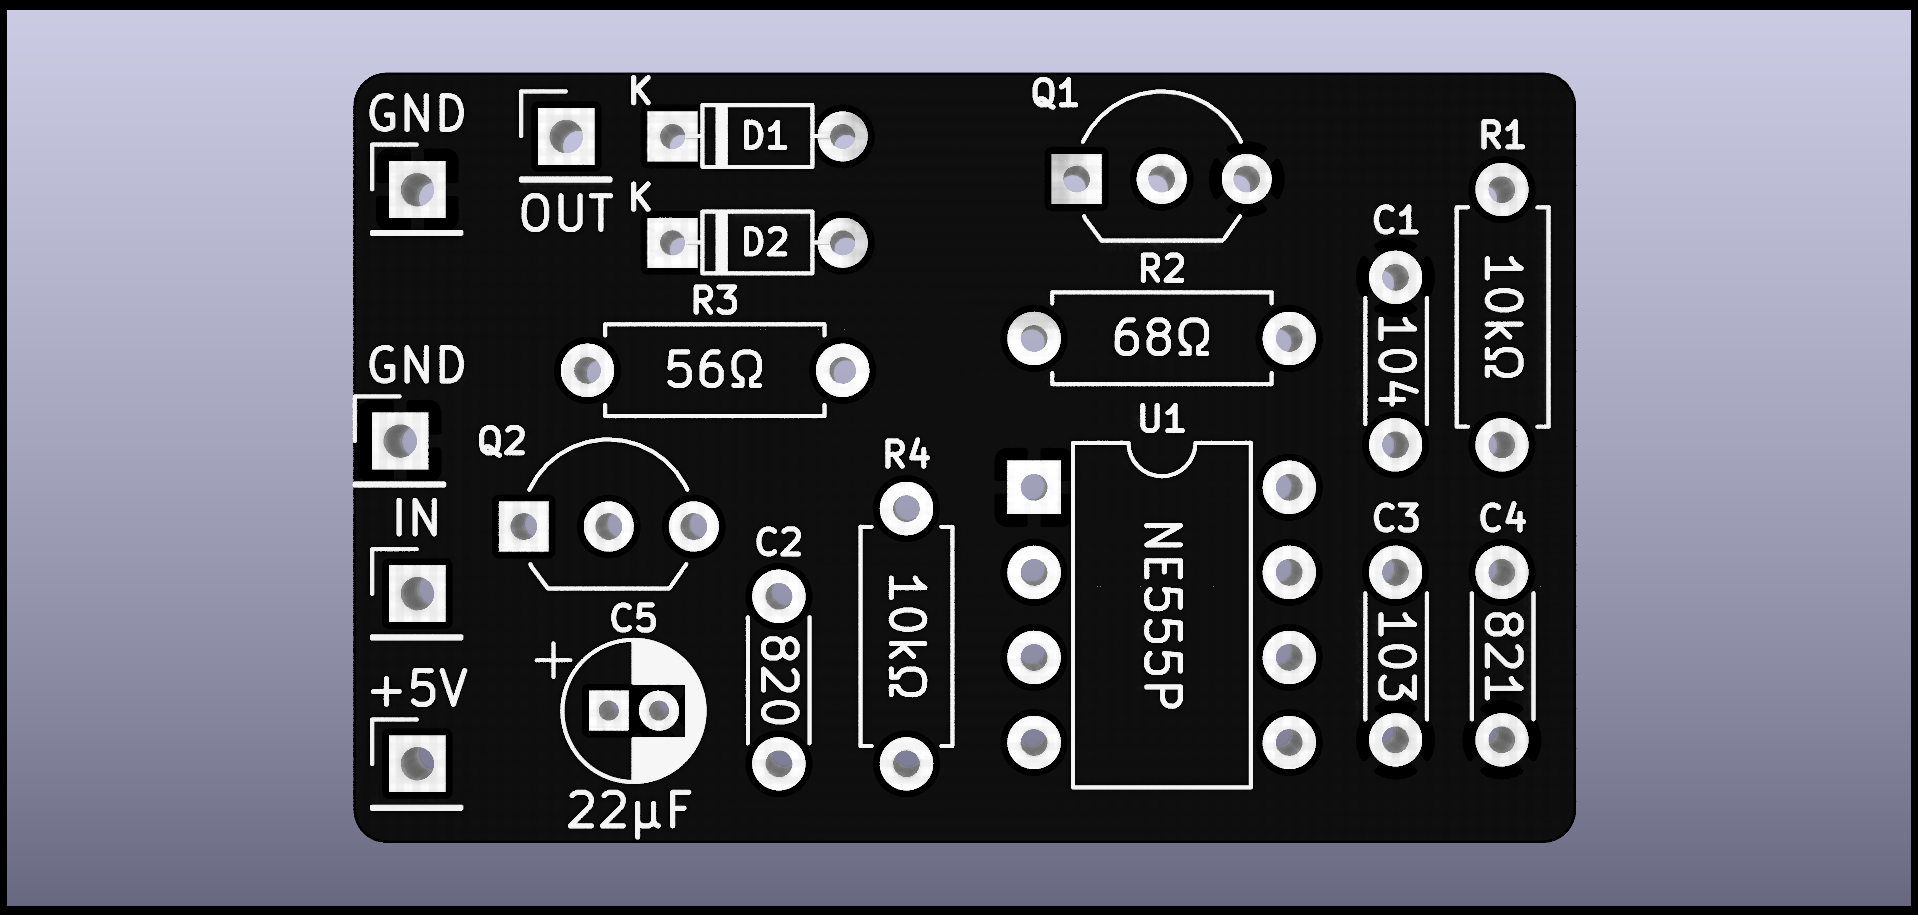 GND
OUT
K
D1
K
D2
R3
56Ω
Q1
R2
68Ω
R1
10kΩ
C1
104
GND
IN
+5V
Q2
C5
+
22µF
C2
820
R4
10kΩ
U1
NE555P
C3
103
C4
821